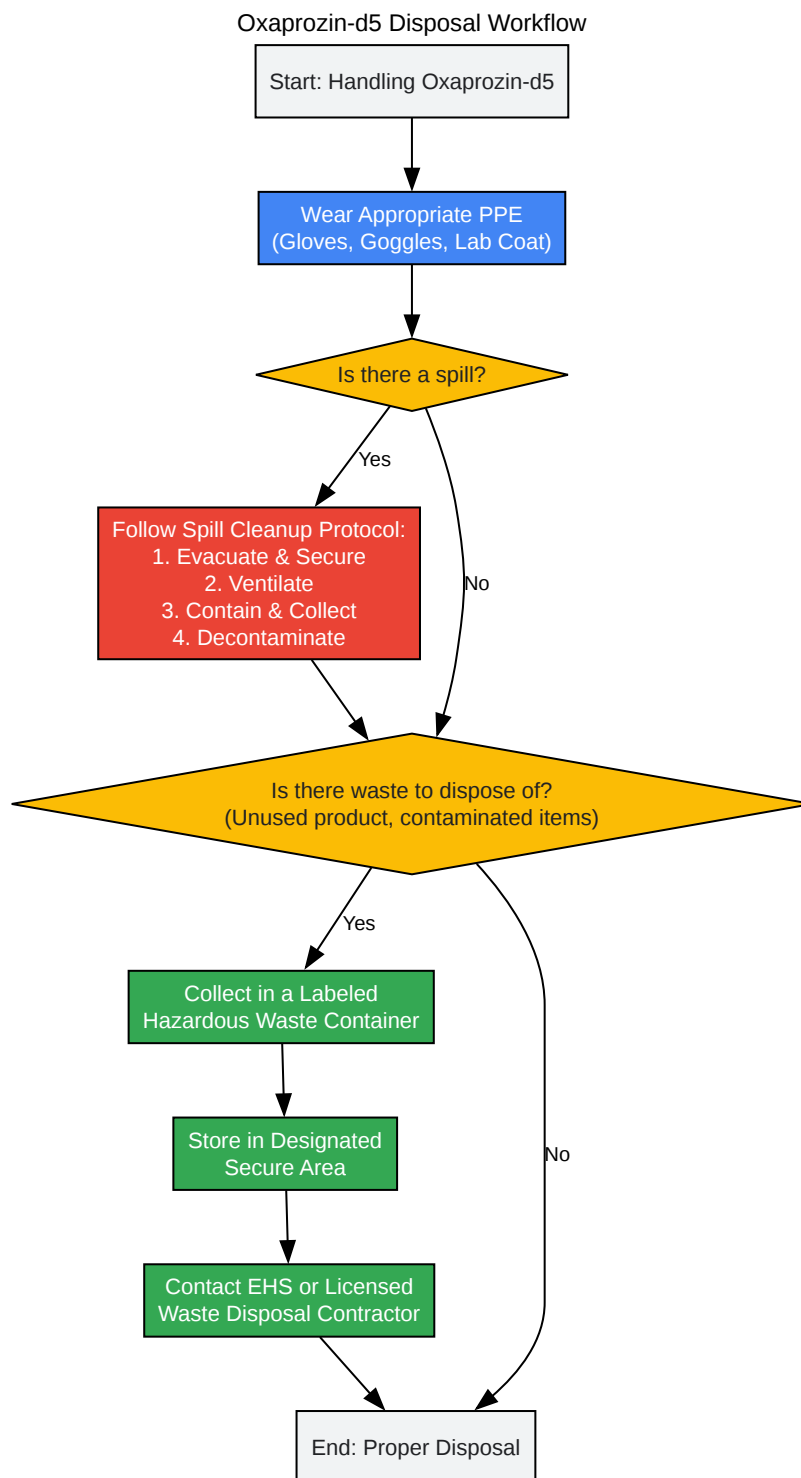 Oxaprozin-d5 Disposal Workflow
Start: Handling Oxaprozin-d5
Wear Appropriate PPE
(Gloves, Goggles, Lab Coat)
Is there a spill?
Yes
Follow Spill Cleanup Protocol:
1. Evacuate & Secure
2. Ventilate
3. Contain & Collect
4. Decontaminate
No
Is there waste to dispose of?
(Unused product, contaminated items)
Yes
Collect in a Labeled
Hazardous Waste Container
Store in Designated
Secure Area
No
Contact EHS or Licensed
Waste Disposal Contractor
End: Proper Disposal